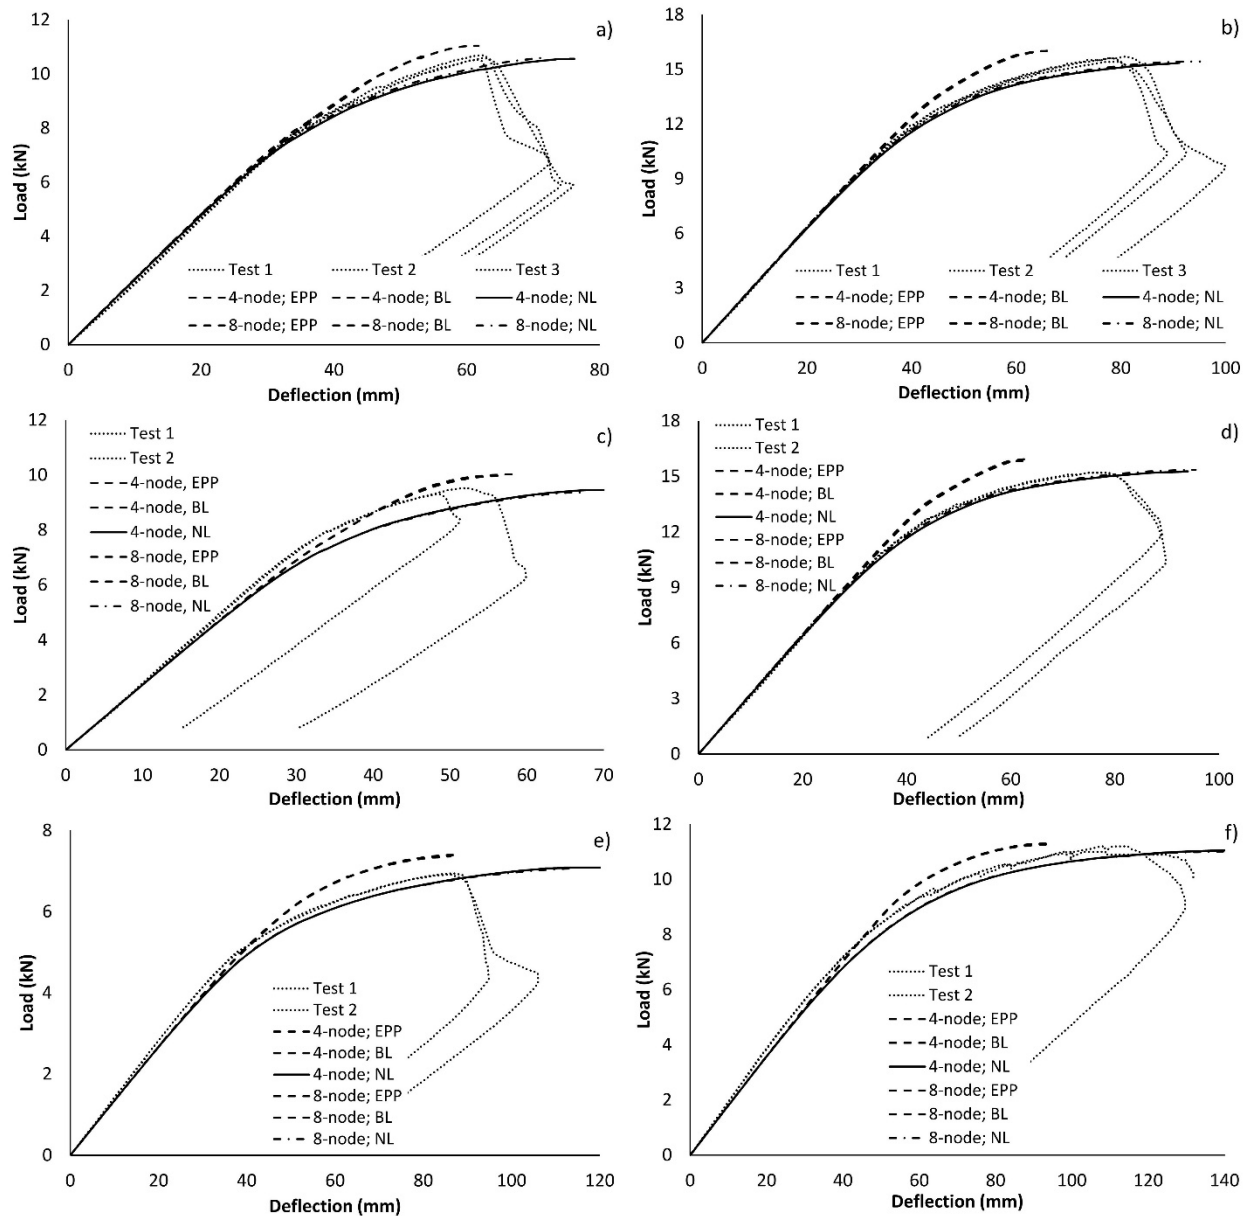 a)
12
10
8
6
4
2
0
Load (kN)
Test 1 Test 2 Test 3
4-node; EPP 4-node; BL 4-node; NL
8-node; EPP 8-node; BL 8-node; NL
0 20 40 60 80
Deflection (mm)
b)
18
15
12
9
6
3
0
Load (kN)
Test 1 Test 2 Test 3
4-node; EPP 4-node; BL 4-node; NL
8-node; EPP 8-node; BL 8-node; NL
0 20 40 60 80 100
Deflection (mm)
c)
12
10
8
6
4
2
0
Load (kN)
Test 1
Test 2
4-node, EPP
4-node, BL
4-node, NL
8-node, EPP
8-node, BL
8-node, NL
0 10 20 30 40 50 60 70
Deflection (mm)
d)
18
15
12
9
6
3
0
Load (kN)
Test 1
Test 2
4-node; EPP
4-node; BL
4-node; NL
8-node; EPP
8-node; BL
8-node; NL
0 20 40 60 80 100
Deflection (mm)
e)
8
6
4
2
0
Load (kN)
Test 1
Test 2
4-node; EPP
4-node; BL
4-node; NL
8-node; EPP
8-node; BL
8-node; NL
0 20 40 60 80 100 120
Deflection (mm)
f)
12
10
8
6
4
2
0
Load (kN)
Test 1
Test 2
4-node; EPP
4-node; BL
4-node; NL
8-node; EPP
8-node; BL
8-node; NL
0 20 40 60 80 100 120 140
Deflection (mm)